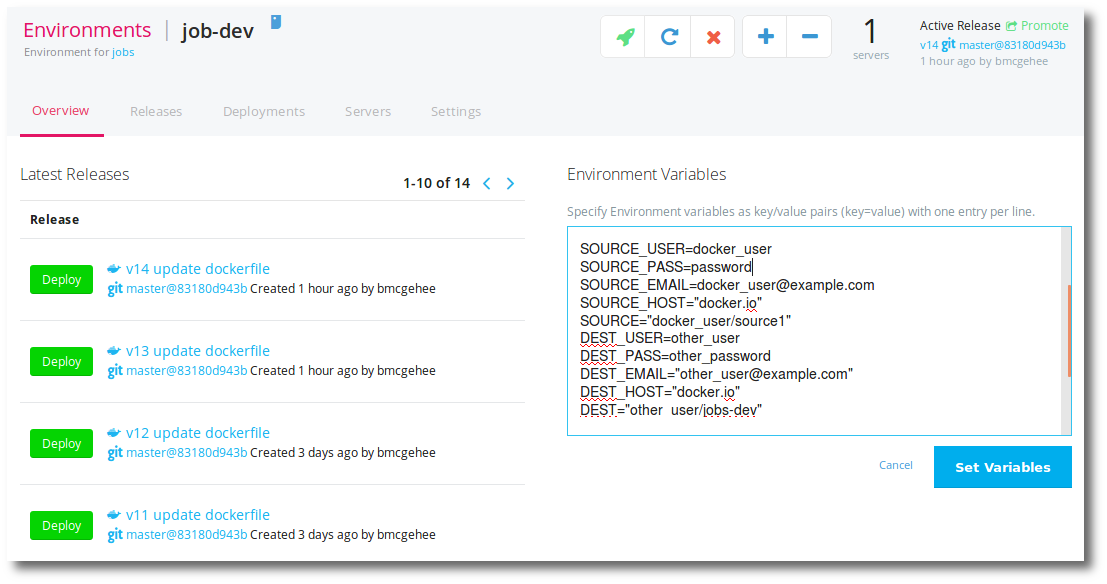 Environments | job-dev
Environment for jobs
1
servers
Active Release Promote
v14 git master@83180d943b
1 hour ago by bmcgehee
Overview Releases Deployments Servers Settings
Latest Releases
1-10 of 14
Release
Deploy
v14 update dockerfile
git master@83180d943b Created 1 hour ago by bmcgehee
Deploy
v13 update dockerfile
git master@83180d943b Created 1 hour ago by bmcgehee
Deploy
v12 update dockerfile
git master@83180d943b Created 3 days ago by bmcgehee
Deploy
v11 update dockerfile
git master@83180d943b Created 3 days ago by bmcgehee
Environment Variables
Specify Environment variables as key/value pairs (key=value) with one entry per line.
SOURCE_USER=docker_user
SOURCE_PASS=password
SOURCE_EMAIL=docker_user@example.com
SOURCE_HOST="docker.io"
SOURCE="docker_user/source1"
DEST_USER=other_user
DEST_PASS=other_password
DEST_EMAIL="other_user@example.com"
DEST_HOST="docker.io"
DEST="other_user/jobs-dev"
Cancel
Set Variables